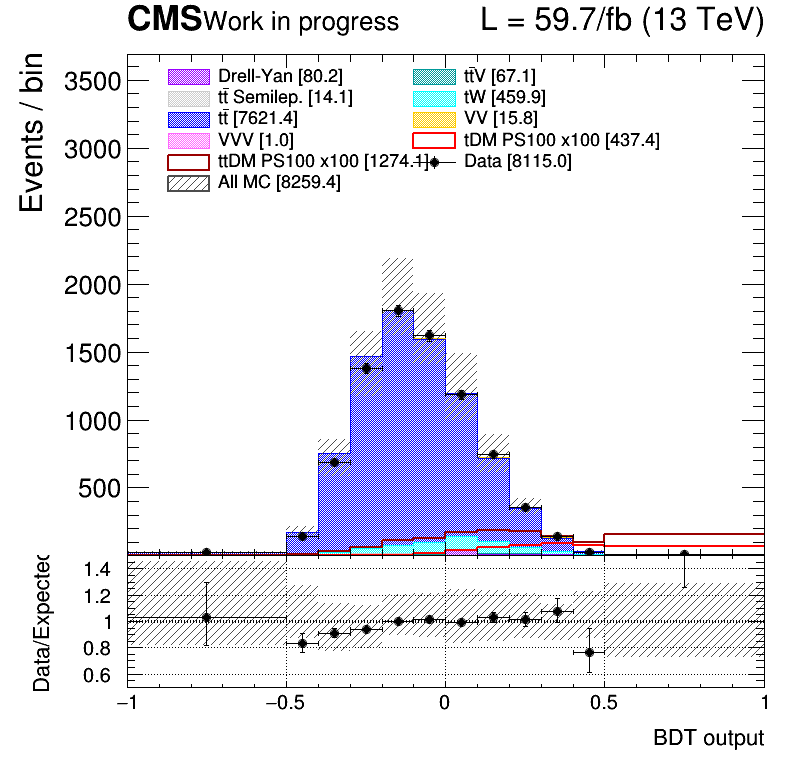 CMS Work in progress L = 59.7/fb (13 TeV)
Events / bin
3500
3000
2500
2000
1500
1000
500
Drell-Yan [80.2] tt̄V [67.1]
tt̄ Semilep. [14.1] tW [459.9]
tt̄ [7621.4] VV [15.8]
VVV [1.0] tDM PS100 x100 [437.4]
ttDM PS100 x100 [1274.1] Data [8115.0]
All MC [8259.4]
Data/Expected
1.4
1.2
1
0.8
0.6
−1 −0.5 0 0.5 1
BDT output